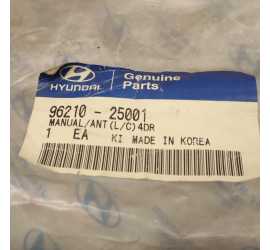 HYUNDAI
Genuine
Parts
96210 - 25001
MANUAL/ANT(L/C)4DR
1 EA KI MADE IN KOREA